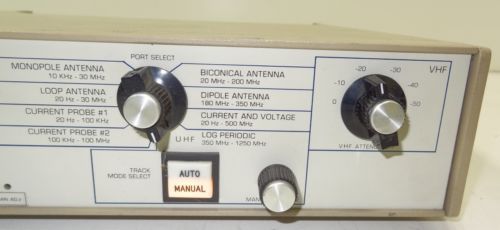 PORT SELECT
MONOPOLE ANTENNA
10 KHz - 30 MHz
LOOP ANTENNA
20 Hz - 30 MHz
CURRENT PROBE #1
20 Hz - 100 KHz
CURRENT PROBE #2
100 KHz - 100 MHz
BICONICAL ANTENNA
20 MHz - 200 MHz
DIPOLE ANTENNA
180 MHz - 350 MHz
CURRENT AND VOLTAGE
20 Hz - 500 MHz
UHF
LOG PERIODIC
350 MHz - 1250 MHz
TRACK
MODE SELECT
AUTO
MANUAL
VHF
0
-10
-20
-30
-40
-50
VHF